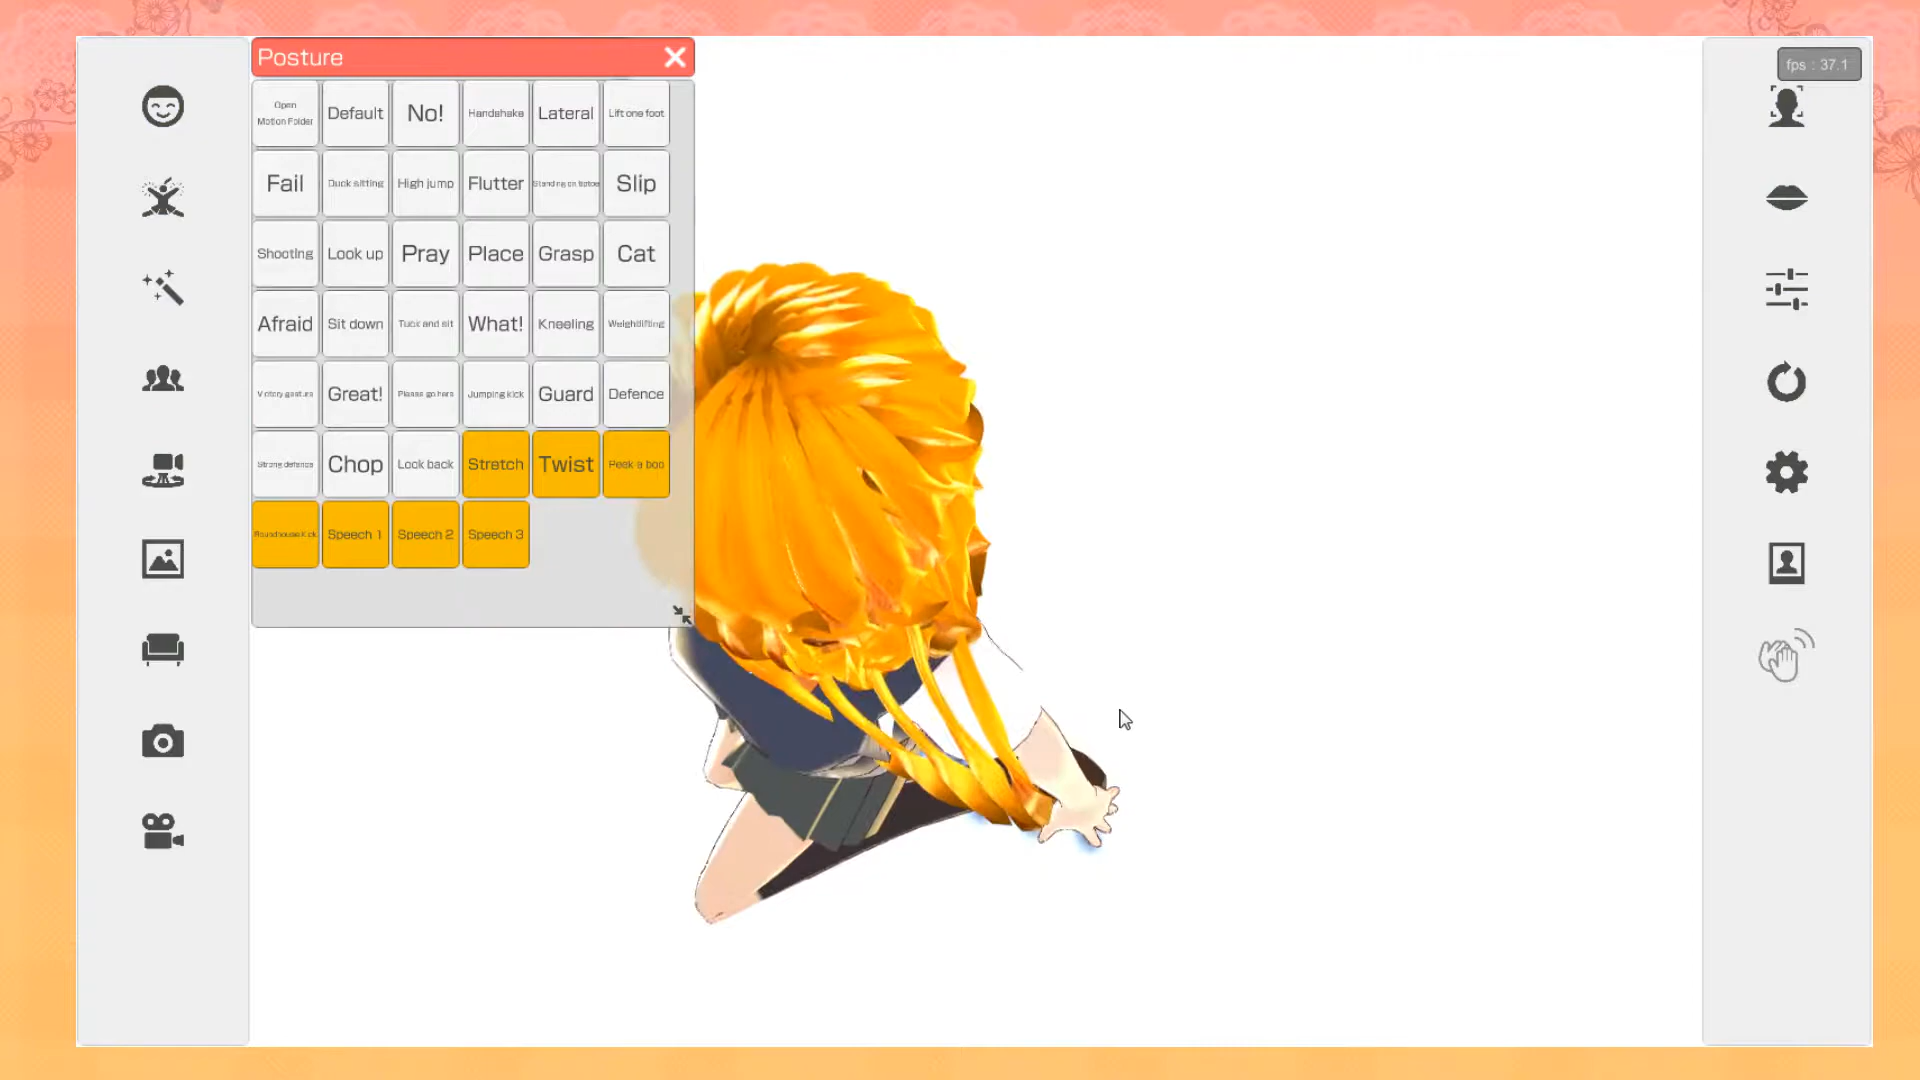 Posture
fps : 37.1
Open
Motion Folder
Default
No!
Handshake
Lateral
Lift one foot
Fail
Duck sitting
High jump
Flutter
Standing on tiptoe
Slip
Shooting
Look up
Pray
Place
Grasp
Cat
Afraid
Sit down
Tuck and sit
What!
Kneeling
Weightlifting
Victory gesture
Great!
Please go here
Jumping kick
Guard
Defence
Strong defence
Chop
Look back
Stretch
Twist
Peek a boo
Roundhouse Kick
Speech 1
Speech 2
Speech 3